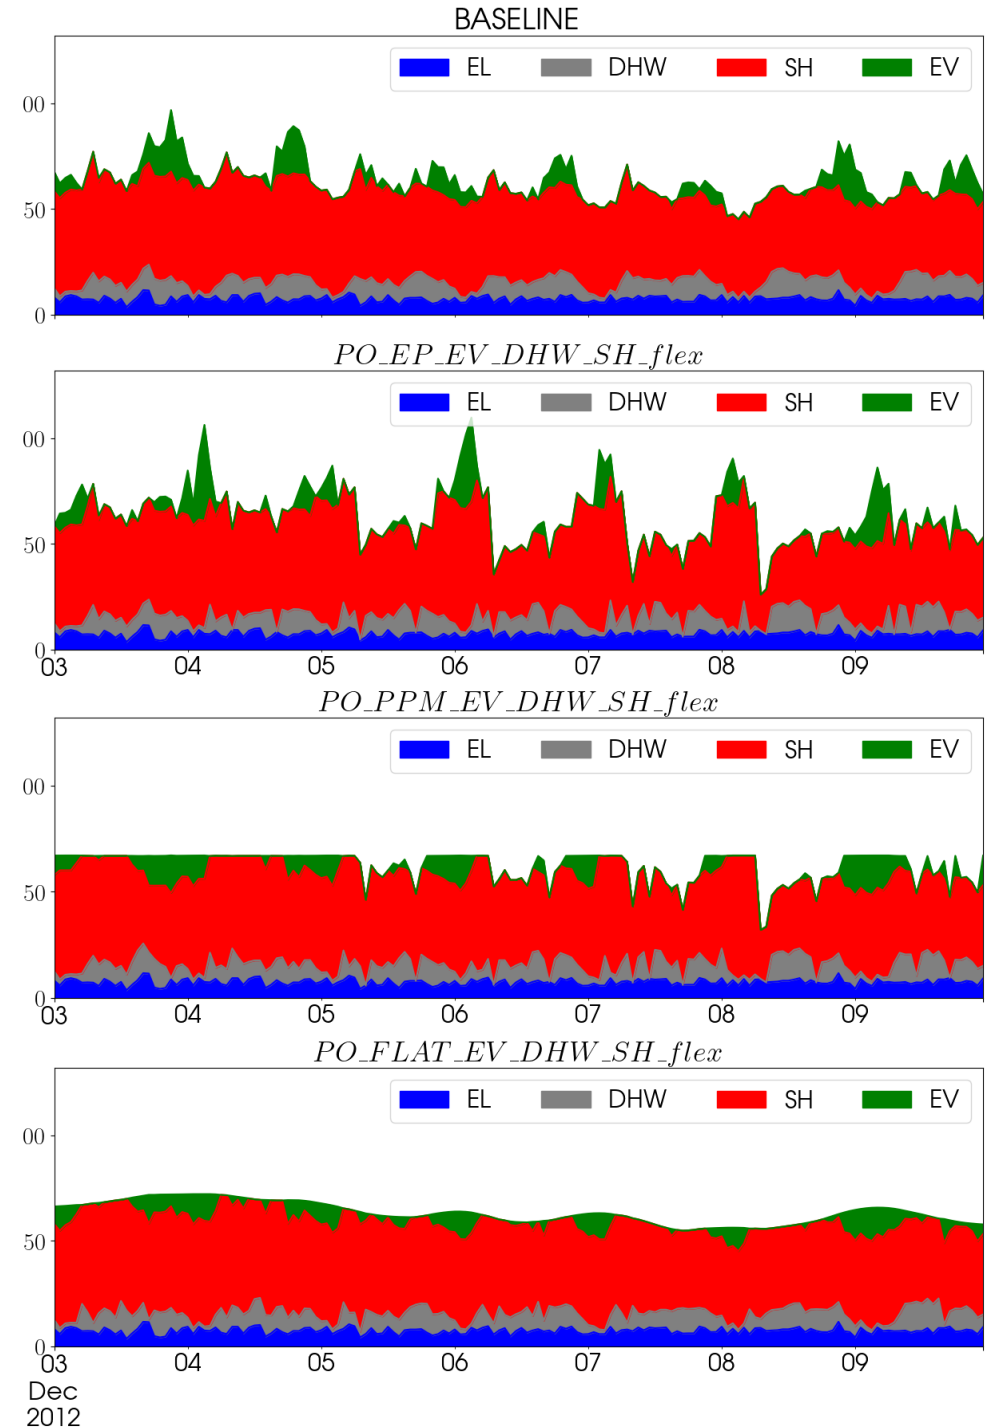 BASELINE
EL DHW SH EV
00
50
0
PO_EP_EV_DHW_SH_flex
EL DHW SH EV
00
50
0
03 04 05 06 07 08 09
PO_PPM_EV_DHW_SH_flex
EL DHW SH EV
00
50
0
03 04 05 06 07 08 09
PO_FLAT_EV_DHW_SH_flex
EL DHW SH EV
00
50
0
03 04 05 06 07 08 09
Dec
2012